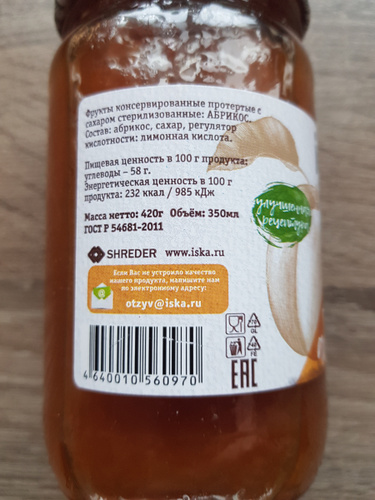 Фрукты консервированные протертые с
сахаром стерилизованные: АБРИКОС.
Состав: абрикос, сахар, регулятор
кислотности: лимонная кислота.
Пищевая ценность в 100 г продукта:
углеводы – 58 г.
Энергетическая ценность в 100 г
продукта: 232 ккал / 985 кДж
Масса нетто: 420г Объём: 350мл
ГОСТ Р 54681-2011
улучшенная
рецептура
SHREDER www.iska.ru
Если Вас не устроило качество
нашего продукта, напишите нам
по электронному адресу:
otzyv@iska.ru
4 640010 560970
EAC